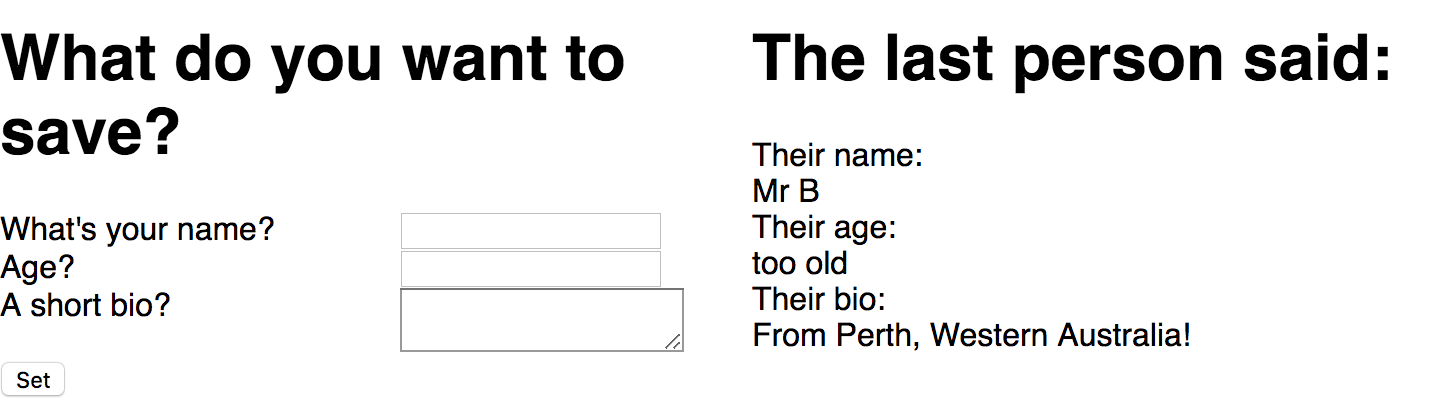 What do you want to
save?
What's your name?
Age?
A short bio?
Set
The last person said:
Their name:
Mr B
Their age:
too old
Their bio:
From Perth, Western Australia!